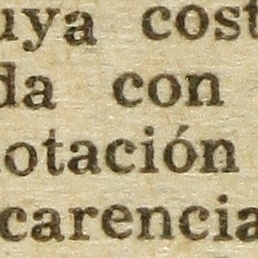 uya cost
da con
otación
carencia